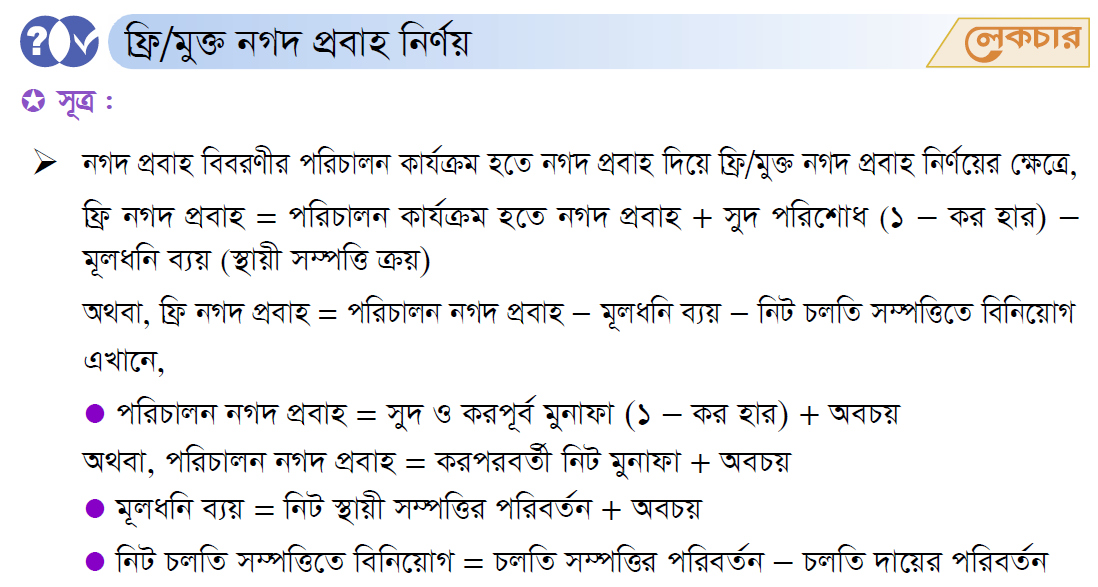 ফ্রি/মুক্ত নগদ প্রবাহ নির্ণয়
লেকচার
সূত্র :
নগদ প্রবাহ বিবরণীর পরিচালন কার্যক্রম হতে নগদ প্রবাহ দিয়ে ফ্রি/মুক্ত নগদ প্রবাহ নির্ণয়ের ক্ষেত্রে,
ফ্রি নগদ প্রবাহ = পরিচালন কার্যক্রম হতে নগদ প্রবাহ + সুদ পরিশোধ (১ – কর হার) –
মূলধনি ব্যয় (স্থায়ী সম্পত্তি ক্রয়)
অথবা, ফ্রি নগদ প্রবাহ = পরিচালন নগদ প্রবাহ – মূলধনি ব্যয় – নিট চলতি সম্পত্তিতে বিনিয়োগ
এখানে,
● পরিচালন নগদ প্রবাহ = সুদ ও করপূর্ব মুনাফা (১ – কর হার) + অবচয়
অথবা, পরিচালন নগদ প্রবাহ = করপরবর্তী নিট মুনাফা + অবচয়
● মূলধনি ব্যয় = নিট স্থায়ী সম্পত্তির পরিবর্তন + অবচয়
● নিট চলতি সম্পত্তিতে বিনিয়োগ = চলতি সম্পত্তির পরিবর্তন – চলতি দায়ের পরিবর্তন